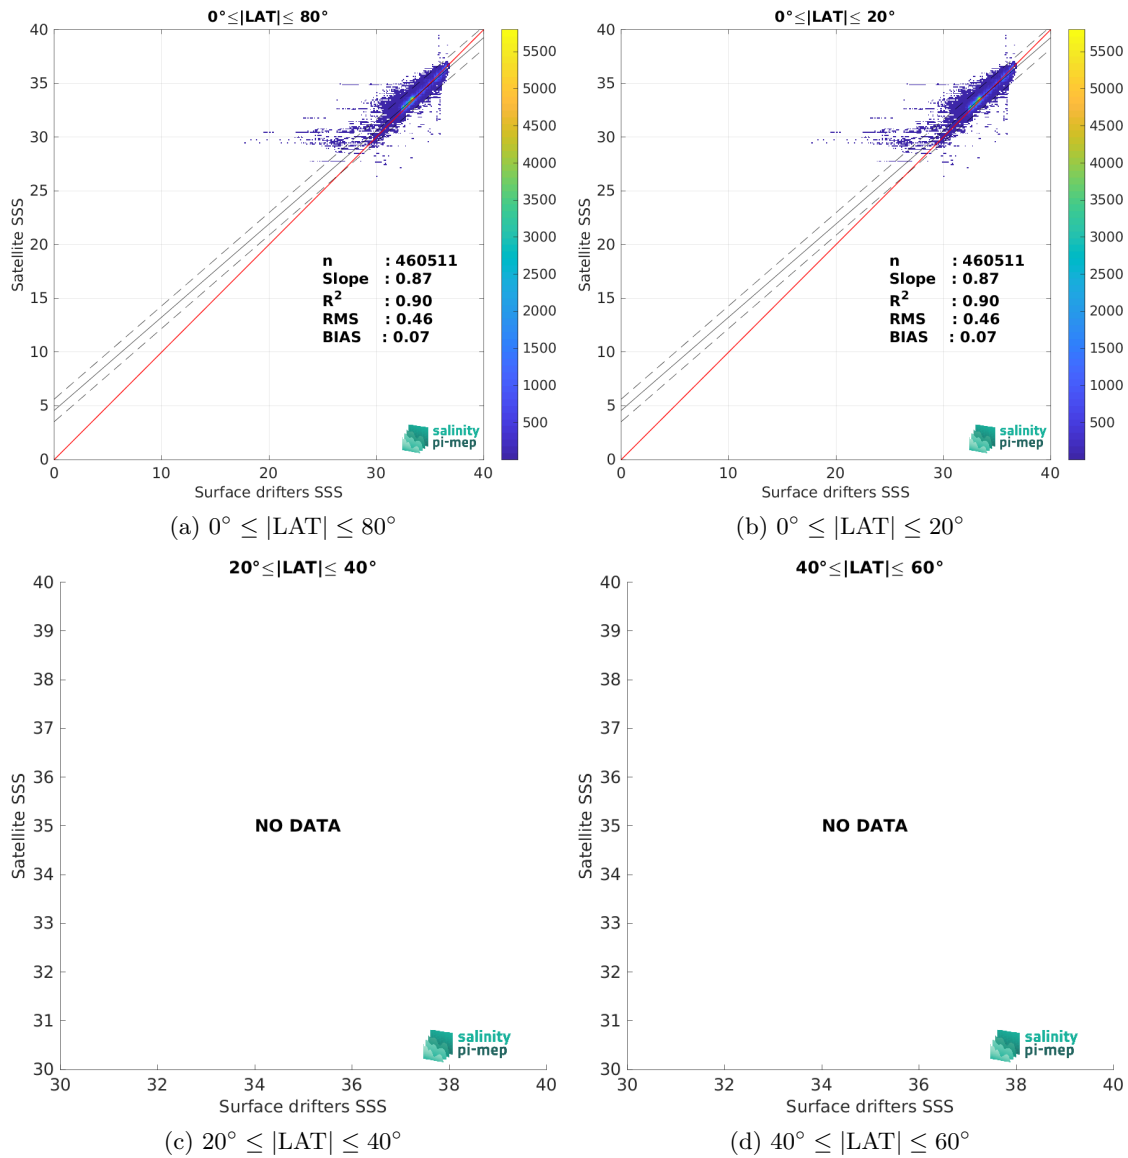 0°≤|LAT|≤ 80°
40
35
30
25
20
15
10
5
0
Satellite SSS
0
10
20
30
40
Surface drifters SSS
n : 460511
Slope : 0.87
R² : 0.90
RMS : 0.46
BIAS : 0.07
salinity
pi-mep
5500
5000
4500
4000
3500
3000
2500
2000
1500
1000
500
(a) 0° ≤ |LAT| ≤ 80°
0°≤|LAT|≤ 20°
40
35
30
25
20
15
10
5
0
Satellite SSS
0
10
20
30
40
Surface drifters SSS
n : 460511
Slope : 0.87
R² : 0.90
RMS : 0.46
BIAS : 0.07
salinity
pi-mep
5500
5000
4500
4000
3500
3000
2500
2000
1500
1000
500
(b) 0° ≤ |LAT| ≤ 20°
20°≤|LAT|≤ 40°
40
39
38
37
36
35
34
33
32
31
30
Satellite SSS
NO DATA
salinity
pi-mep
30
32
34
36
38
40
Surface drifters SSS
(c) 20° ≤ |LAT| ≤ 40°
40°≤|LAT|≤ 60°
40
39
38
37
36
35
34
33
32
31
30
Satellite SSS
NO DATA
salinity
pi-mep
30
32
34
36
38
40
Surface drifters SSS
(d) 40° ≤ |LAT| ≤ 60°